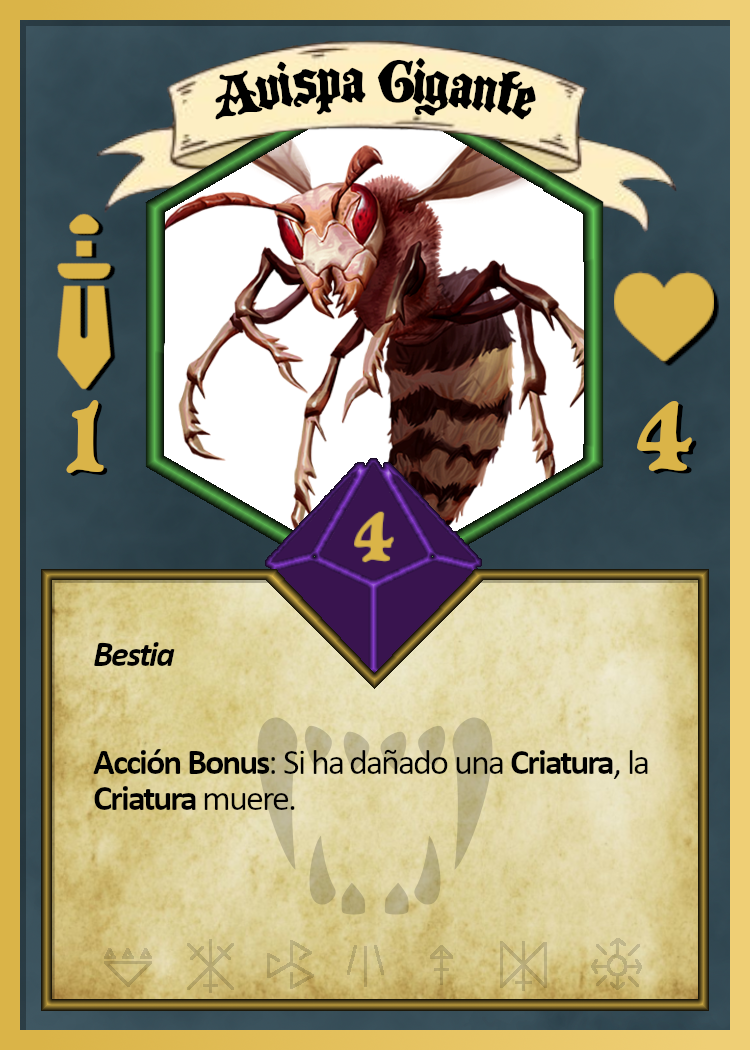 Avispa Gigante
1
4
4
Bestia
Acción Bonus: Si ha dañado una Criatura, la
Criatura muere.